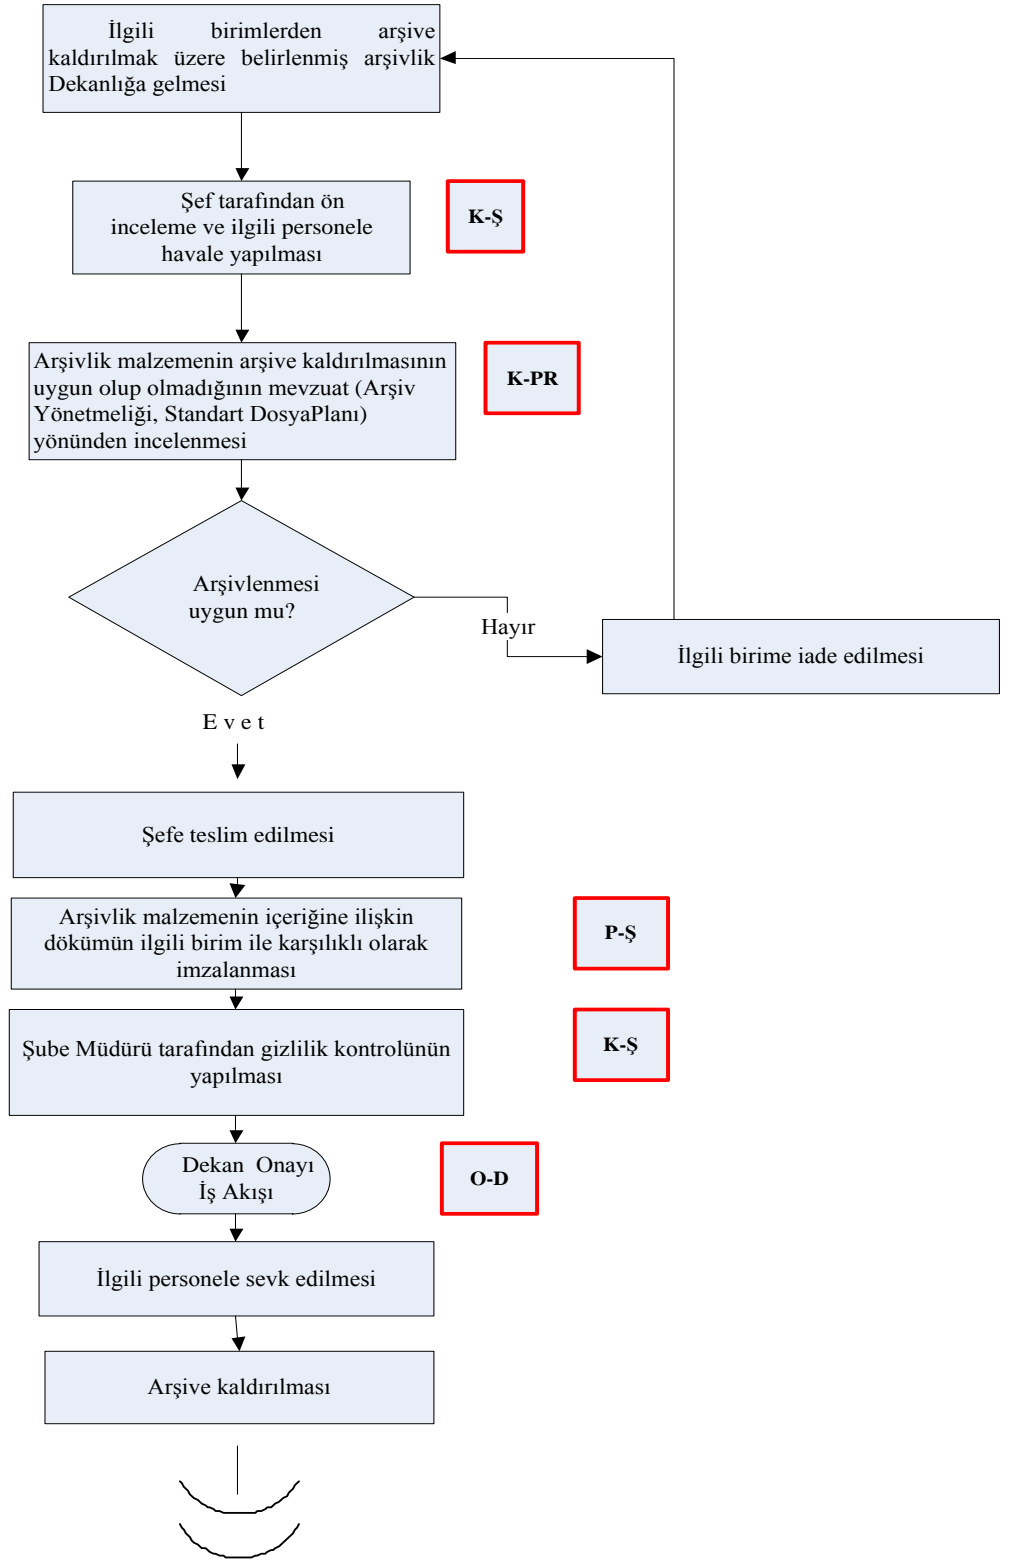 İlgili birimlerden arşive
kaldırılmak üzere belirlenmiş arşivlik
Dekanlığa gelmesi
Şef tarafından ön
inceleme ve ilgili personele
havale yapılması
K-Ş
Arşivlik malzemenin arşive kaldırılmasının
uygun olup olmadığının mevzuat (Arşiv
Yönetmeliği, Standart DosyaPlanı)
yönünden incelenmesi
K-PR
Arşivlenmesi
uygun mu?
Hayır
İlgili birime iade edilmesi
E v e t
Şefe teslim edilmesi
Arşivlik malzemenin içeriğine ilişkin
dökümün ilgili birim ile karşılıklı olarak
imzalanması
P-Ş
Şube Müdürü tarafından gizlilik kontrolünün
yapılması
K-Ş
Dekan Onayı
İş Akışı
O-D
İlgili personele sevk edilmesi
Arşive kaldırılması